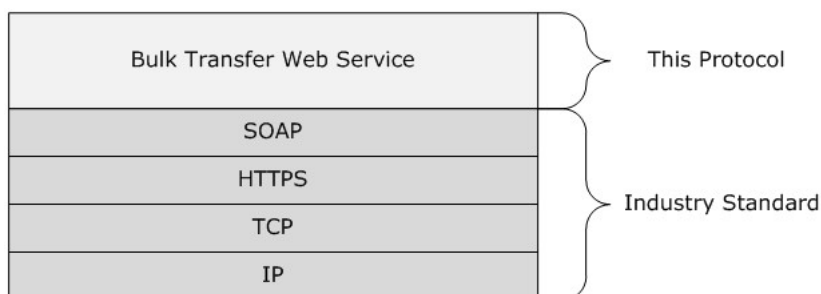 Bulk Transfer Web Service
This Protocol
SOAP
HTTPS
TCP
IP
Industry Standard